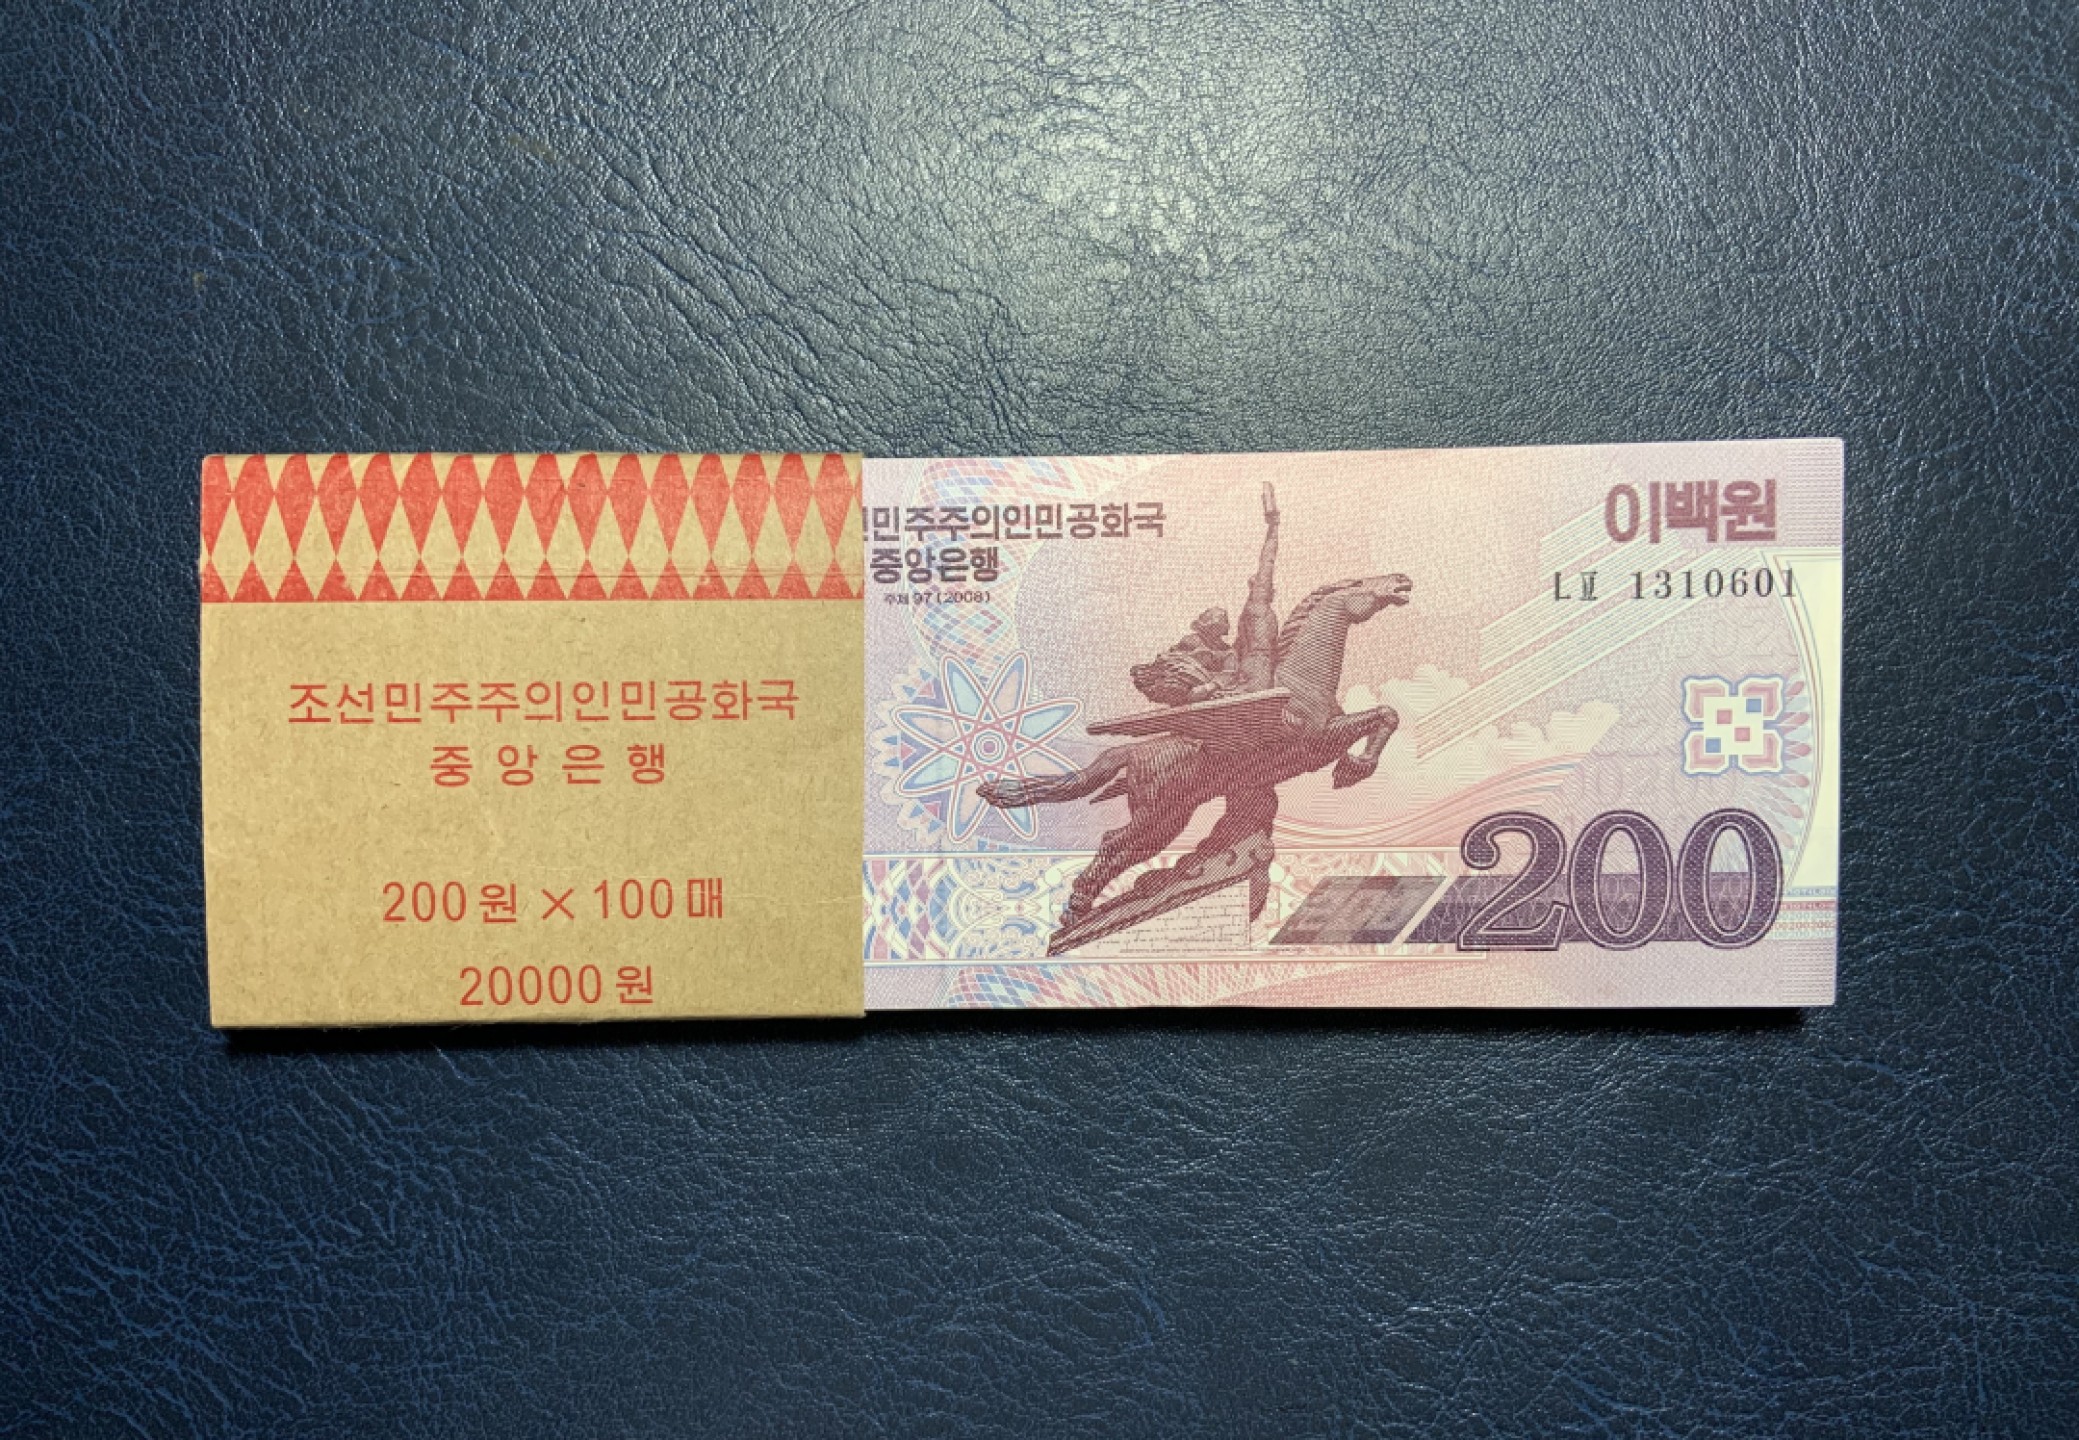 조선민주주의인민공화국
중앙은행
200원 × 100매
20000원
민주주의인민공화국
중앙은행
주체97(2008)
이백원
1310601
200